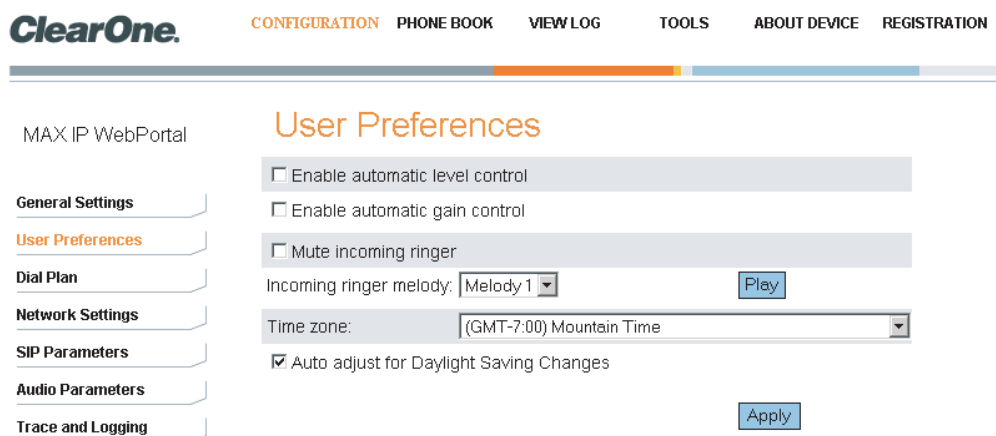 ClearOne.
CONFIGURATION PHONE BOOK VIEW LOG TOOLS ABOUT DEVICE REGISTRATION
MAX IP WebPortal
General Settings
User Preferences
Dial Plan
Network Settings
SIP Parameters
Audio Parameters
Trace and Logging
User Preferences
Enable automatic level control
Enable automatic gain control
Mute incoming ringer
Incoming ringer melody: Melody 1 Play
Time zone: (GMT-7:00) Mountain Time
Auto adjust for Daylight Saving Changes
Apply